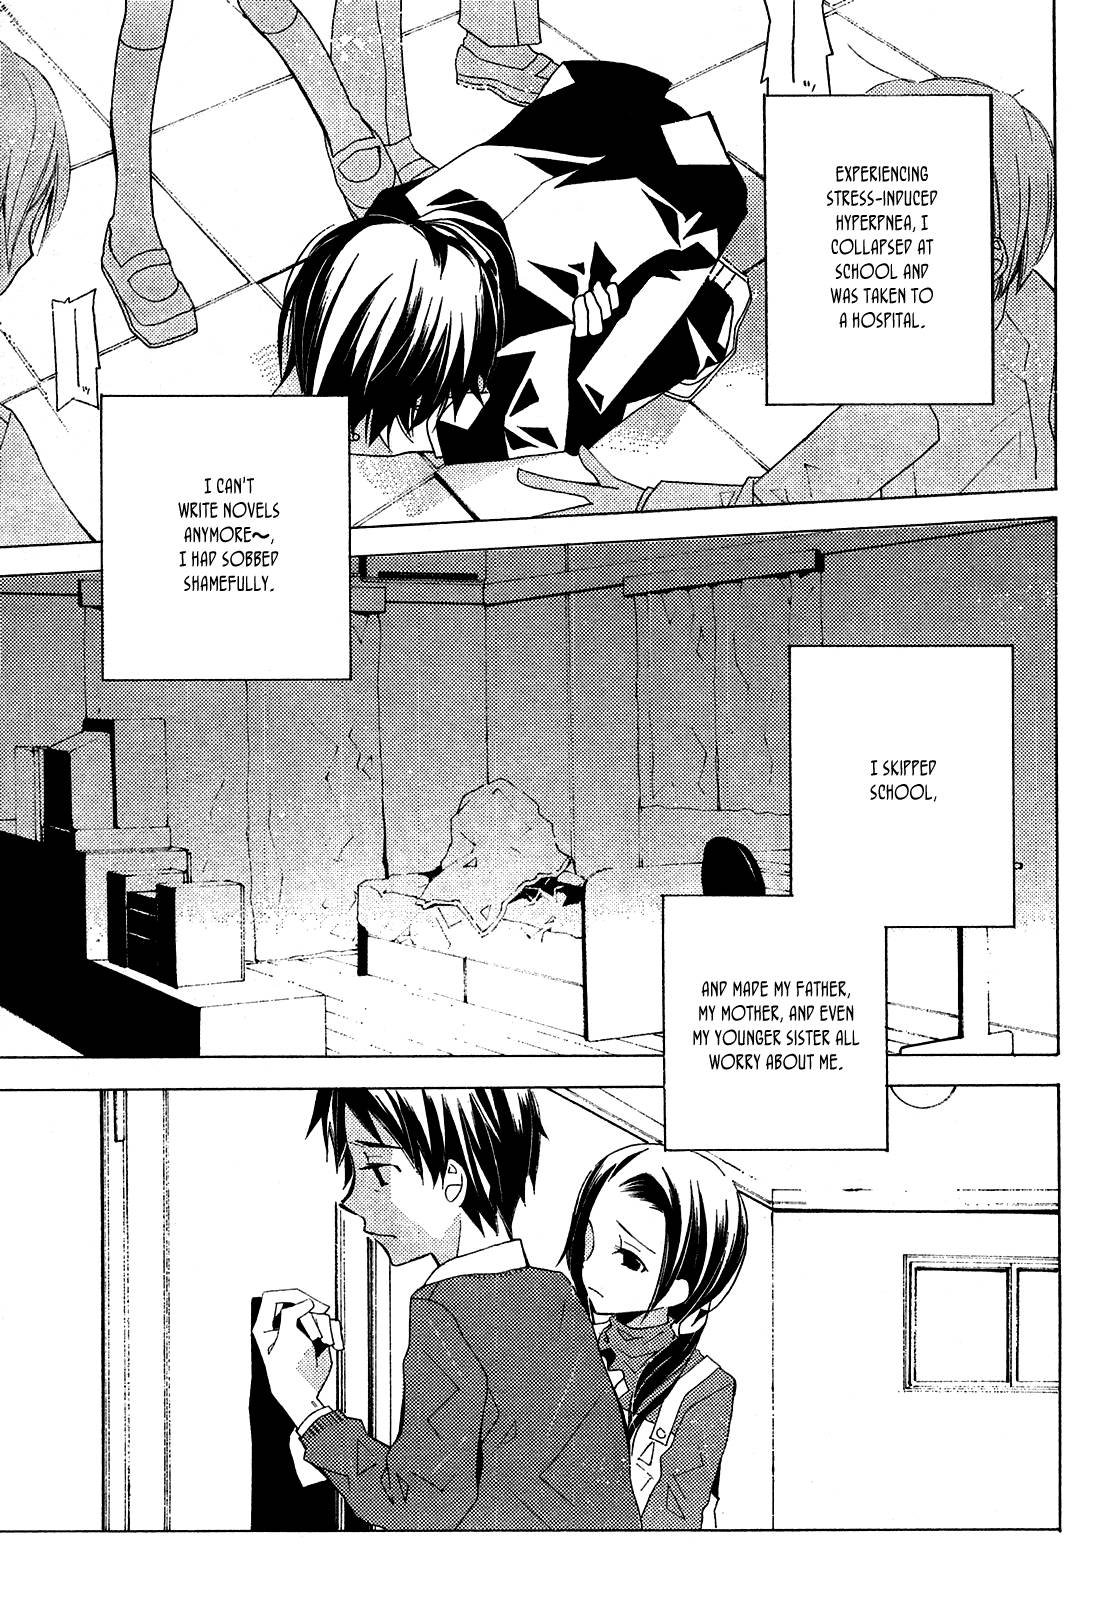 EXPERIENCING
STRESS-INDUCED
HYPERPNEA, I
COLLAPSED AT
SCHOOL AND
WAS TAKEN TO
A HOSPITAL.
I CAN'T
WRITE NOVELS
ANYMORE~,
I HAD SOBBED
SHAMEFULLY.
I SKIPPED
SCHOOL,
AND MADE MY FATHER,
MY MOTHER, AND EVEN
MY YOUNGER SISTER ALL
WORRY ABOUT ME.